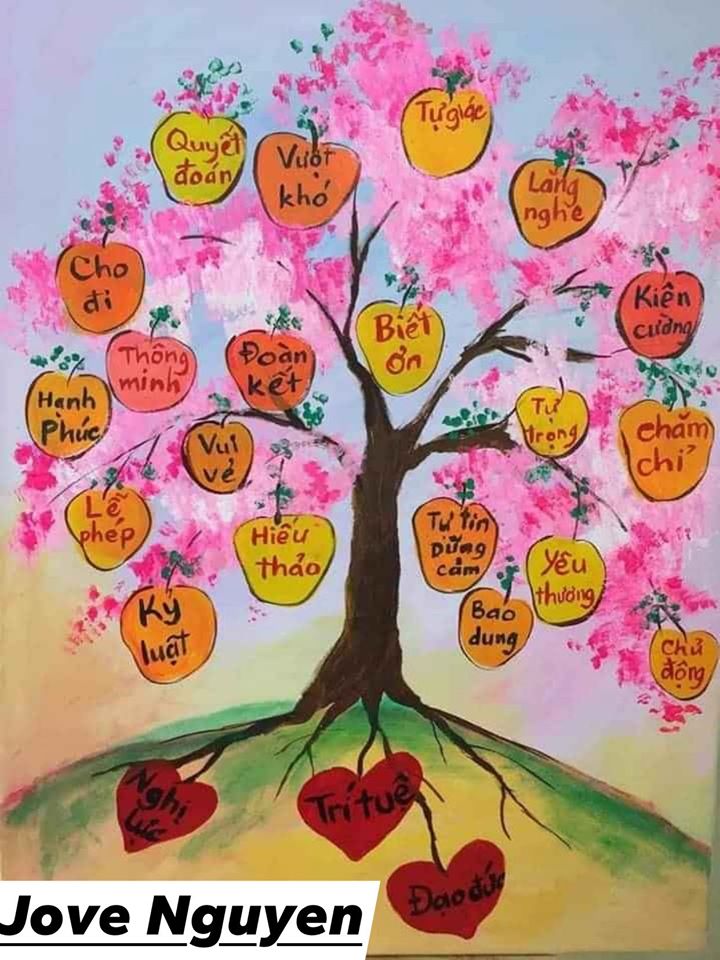 Tự giác
Quyết
đoán
Vượt
khó
Lắng
nghe
Cho
đi
Kiên
cường
Biết
ơn
Thông
minh
Đoàn
kết
Hạnh
Phúc
Tự
trọng
Chăm
chỉ
Vui
vẻ
Lễ
phép
Hiếu
thảo
Tự tin
Dũng
cảm
Yêu
thương
Kỷ
luật
Bao
dung
Chủ
động
Nghị
lực
Trí tuệ
Đạo đức
Jove Nguyen